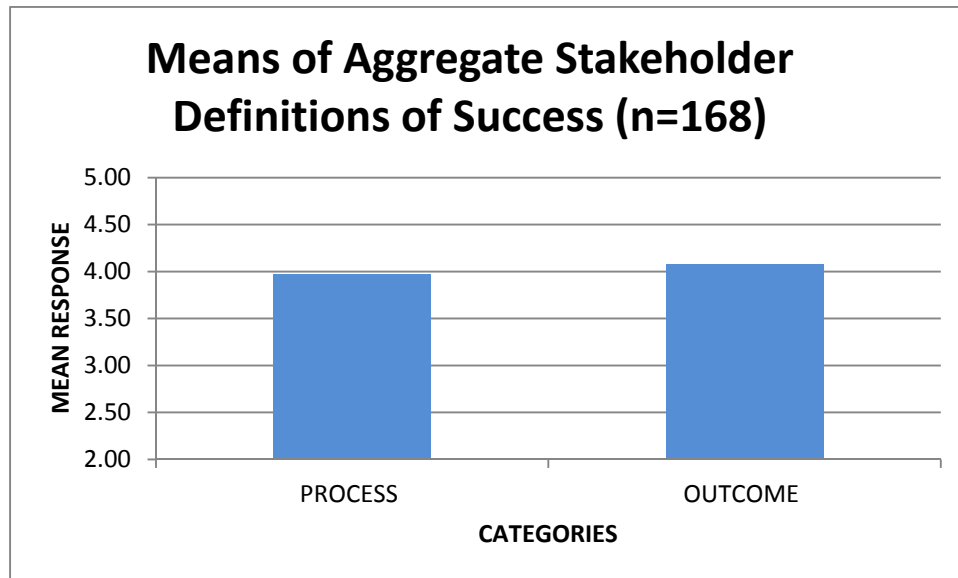 Means of Aggregate Stakeholder
Definitions of Success (n=168)
MEAN RESPONSE
5.00
4.50
4.00
3.50
3.00
2.50
2.00
PROCESS
OUTCOME
CATEGORIES